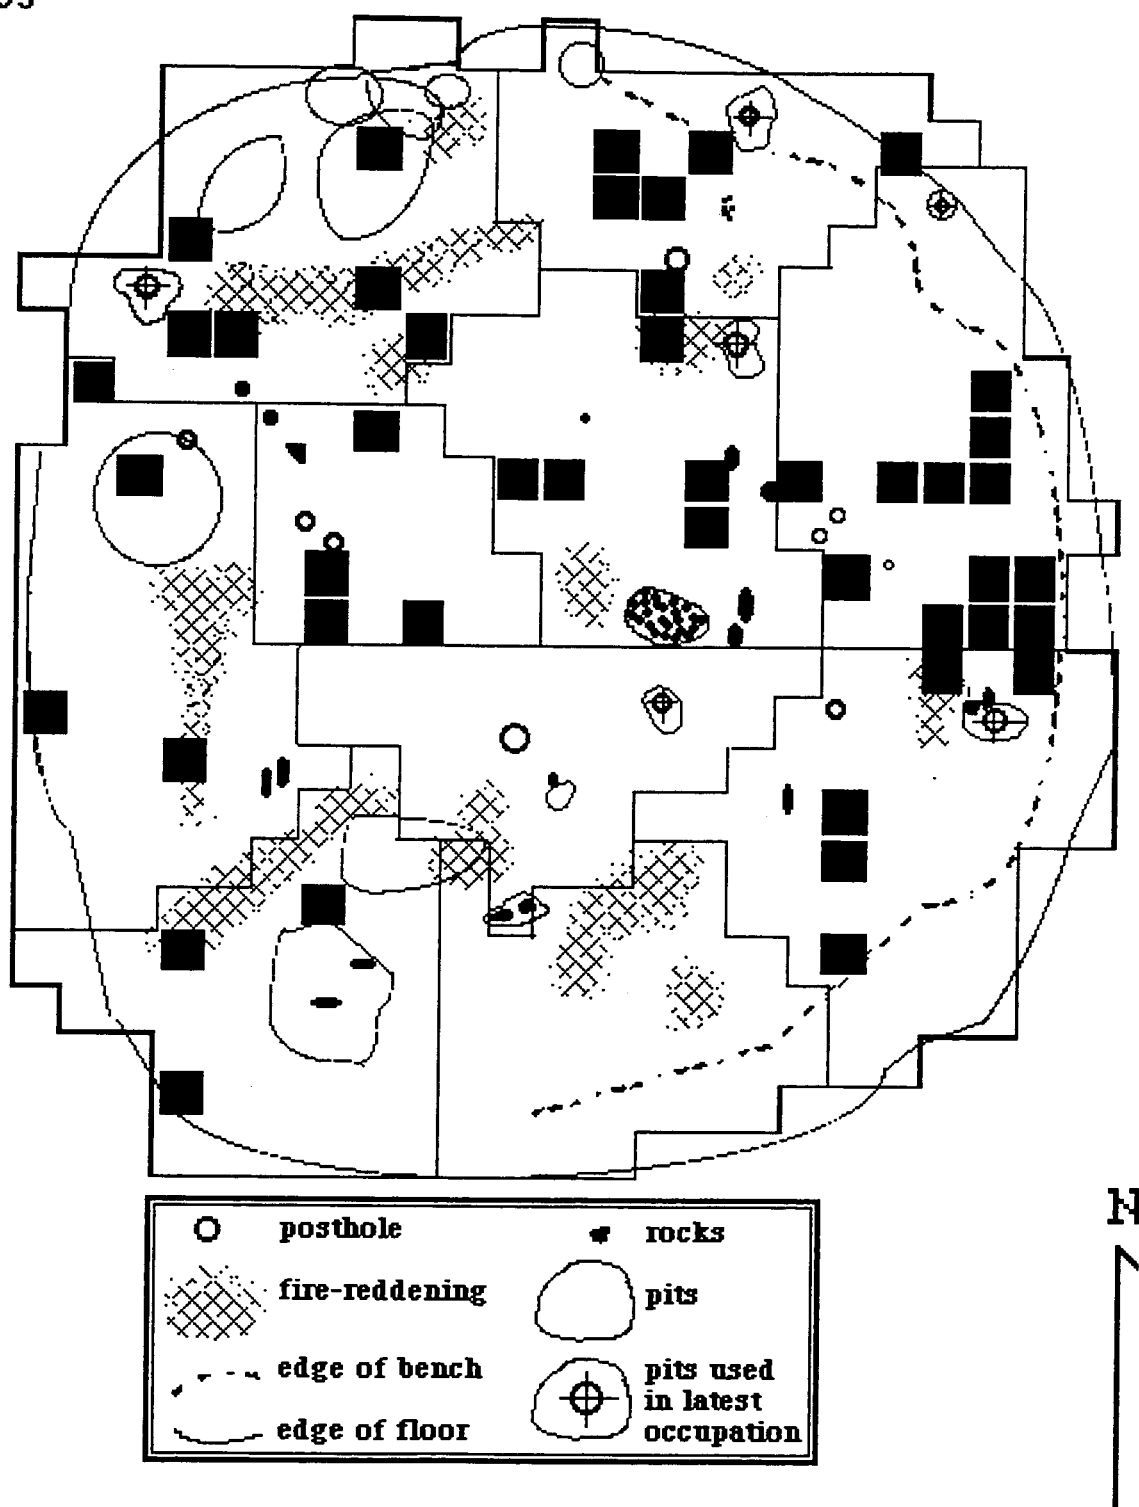 posthole
rocks
fire-reddening
pits
edge of bench
pits used
in latest
occupation
edge of floor
N